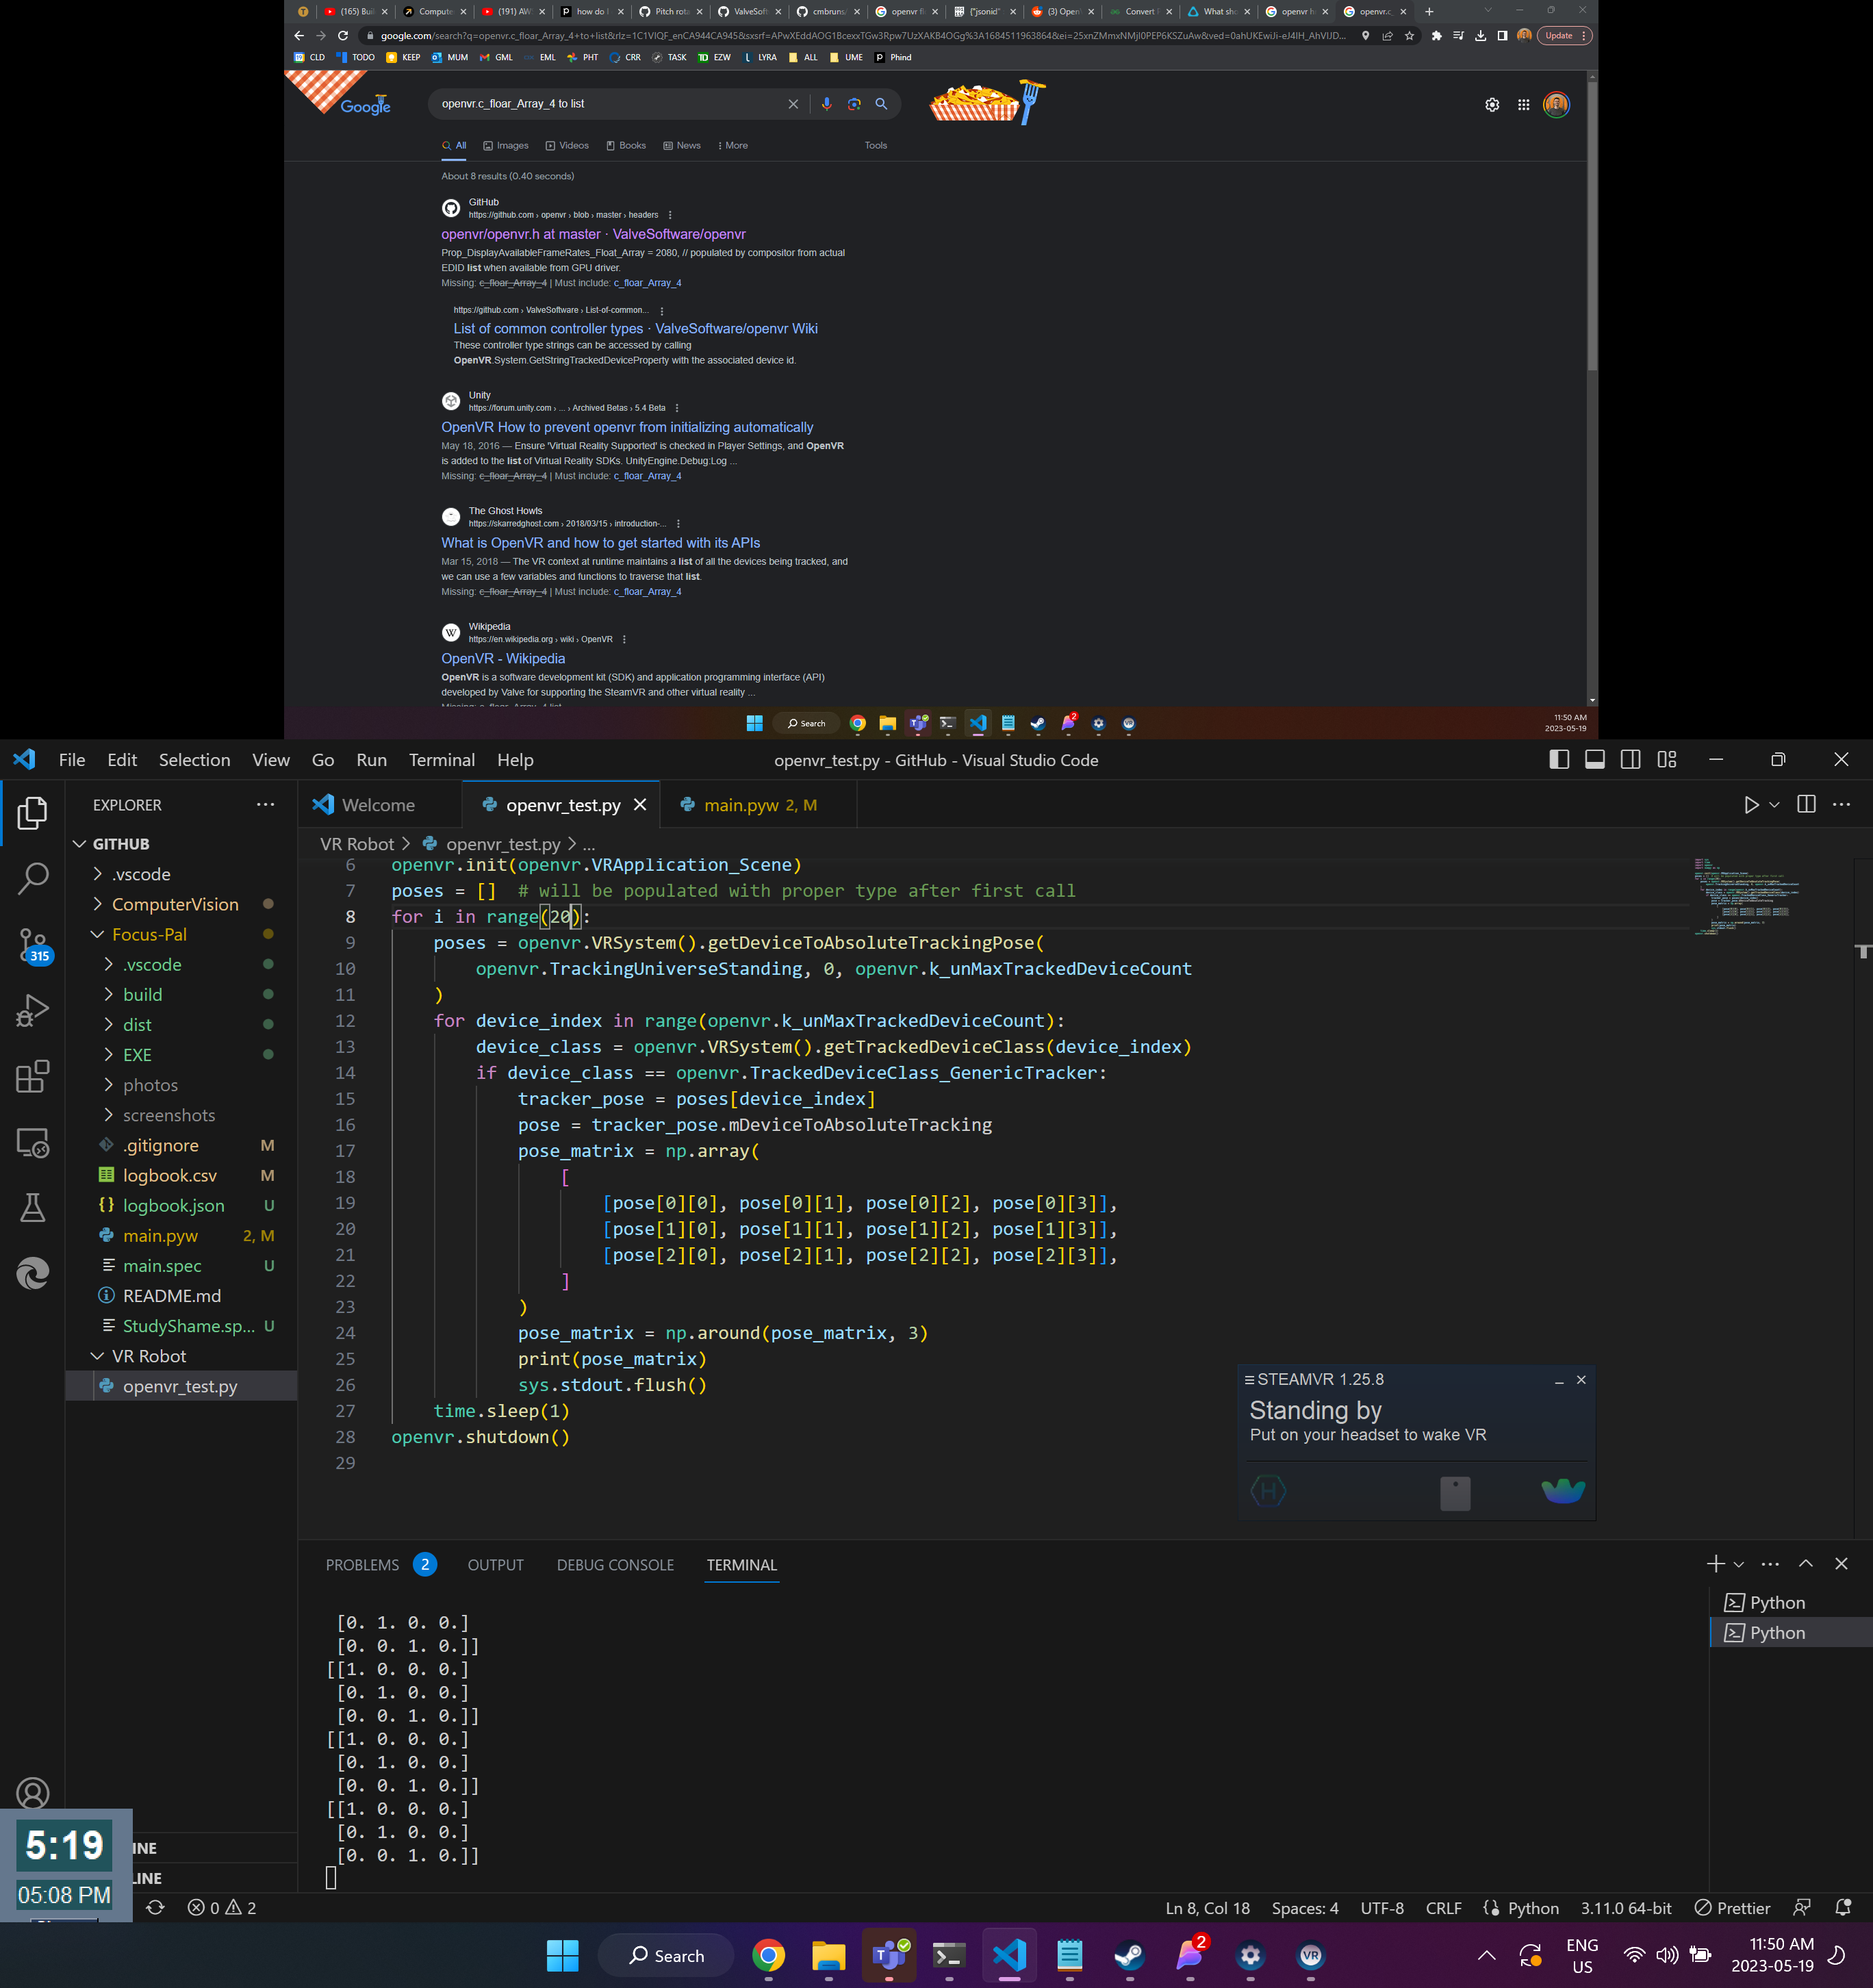 (165) Bui
Compute
(191) AW
how do I
Pitch rota
ValveSoft
cmbruns/
openvr fl
{"jsonid"
(3) Open
Convert
What sho
openvr h
openvr.c_
google.com/search?q=openvr.c_floar_Array_4+to+list&rlz=1C1VIQF_enCA944CA945&sxsrf=
Update
CLD TODO KEEP MUM GML EML PHT CRR TASK EZW LYRA ALL UME Phind
Google
openvr.c_floar_Array_4 to list
All Images Videos Books News More Tools
About 8 results (0.40 seconds)
GitHub
https://github.com › openvr › blob › master › headers
openvr/openvr.h at master · ValveSoftware/openvr
Prop_DisplayAvailableFrameRates_Float_Array = 2080, // populated by compositor from actual
EDID list when available from GPU driver.
Missing: c_floar_Array_4 | Must include: c_floar_Array_4
https://github.com › ValveSoftware › List-of-common...
List of common controller types · ValveSoftware/openvr Wiki
These controller type strings can be accessed by calling
OpenVR.System.GetStringTrackedDeviceProperty with the associated device id.
Unity
https://forum.unity.com › ... › Archived Betas › 5.4 Beta
OpenVR How to prevent openvr from initializing automatically
May 18, 2016 — Ensure 'Virtual Reality Supported' is checked in Player Settings, and OpenVR
is added to the list of Virtual Reality SDKs. UnityEngine.Debug:Log ...
Missing: c_floar_Array_4 | Must include: c_floar_Array_4
The Ghost Howls
https://skarredghost.com › 2018/03/15 › introduction-...
What is OpenVR and how to get started with its APIs
Mar 15, 2018 — The VR context at runtime maintains a list of all the devices being tracked, and
we can use a few variables and functions to traverse that list.
Missing: c_floar_Array_4 | Must include: c_floar_Array_4
Wikipedia
https://en.wikipedia.org › wiki › OpenVR
OpenVR - Wikipedia
OpenVR is a software development kit (SDK) and application programming interface (API)
developed by Valve for supporting the SteamVR and other virtual reality ...
Search
2
11:50 AM
2023-05-19
File Edit Selection View Go Run Terminal Help
openvr_test.py - GitHub - Visual Studio Code
EXPLORER
Welcome
openvr_test.py
main.pyw 2, M
VR Robot > openvr_test.py > ...
GITHUB
.vscode
ComputerVision
Focus-Pal
.vscode
build
dist
EXE
photos
screenshots
.gitignore M
logbook.csv M
logbook.json U
main.pyw 2, M
main.spec U
README.md
StudyShame.sp... U
VR Robot
openvr_test.py
315
6 openvr.init(openvr.VRApplication_Scene)
7 poses = [] # will be populated with proper type after first call
8 for i in range(20):
9 poses = openvr.VRSystem().getDeviceToAbsoluteTrackingPose(
10 openvr.TrackingUniverseStanding, 0, openvr.k_unMaxTrackedDeviceCount
11 )
12 for device_index in range(openvr.k_unMaxTrackedDeviceCount):
13 device_class = openvr.VRSystem().getTrackedDeviceClass(device_index)
14 if device_class == openvr.TrackedDeviceClass_GenericTracker:
15 tracker_pose = poses[device_index]
16 pose = tracker_pose.mDeviceToAbsoluteTracking
17 pose_matrix = np.array(
18 [
19 [pose[0][0], pose[0][1], pose[0][2], pose[0][3]],
20 [pose[1][0], pose[1][1], pose[1][2], pose[1][3]],
21 [pose[2][0], pose[2][1], pose[2][2], pose[2][3]],
22 ]
23 )
24 pose_matrix = np.around(pose_matrix, 3)
25 print(pose_matrix)
26 sys.stdout.flush()
27 time.sleep(1)
28 openvr.shutdown()
29
STEAMVR 1.25.8
Standing by
Put on your headset to wake VR
PROBLEMS 2 OUTPUT DEBUG CONSOLE TERMINAL
[0. 1. 0. 0.]
[0. 0. 1. 0.]]
[[1. 0. 0. 0.]
[0. 1. 0. 0.]
[0. 0. 1. 0.]]
[[1. 0. 0. 0.]
[0. 1. 0. 0.]
[0. 0. 1. 0.]]
[[1. 0. 0. 0.]
[0. 1. 0. 0.]
[0. 0. 1. 0.]]
Python
Python
5:19
05:08 PM
INE
LINE
0 2
Ln 8, Col 18 Spaces: 4 UTF-8 CRLF Python 3.11.0 64-bit Prettier
Search
2
VR
ENG
US
11:50 AM
2023-05-19